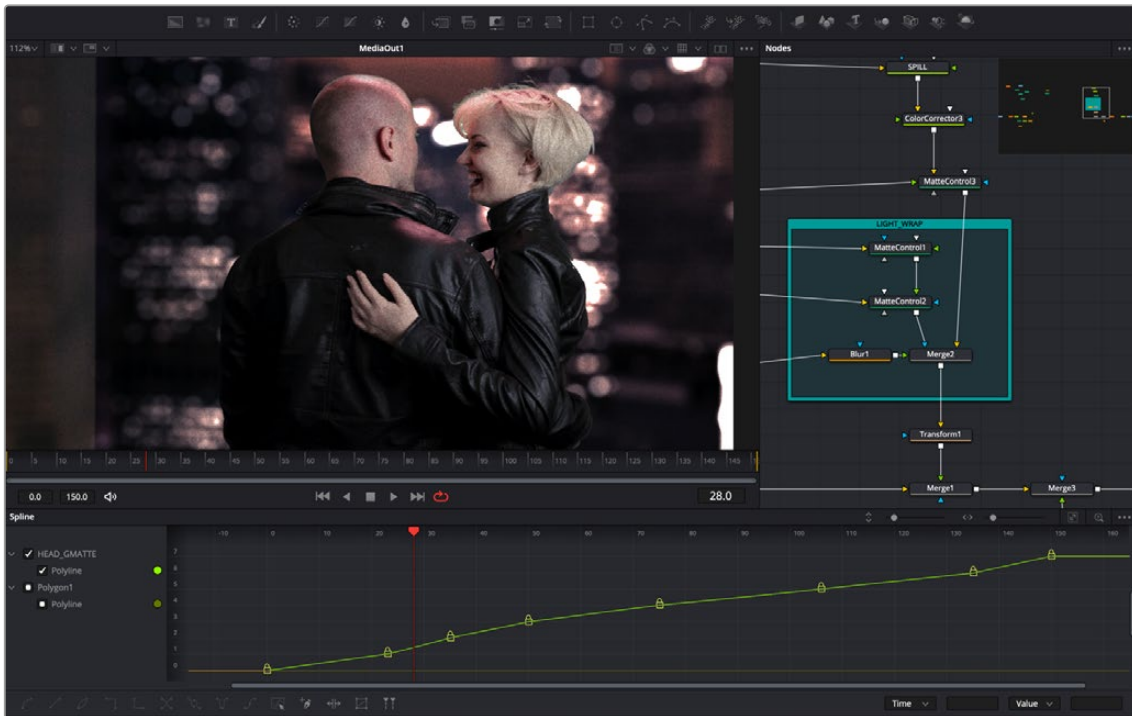 T
112%
MediaOut1
Nodes
SPILL
ColorCorrector3
MatteControl3
LIGHT_WRAP
MatteControl1
MatteControl2
Blur1
Merge2
Transform1
Merge1
Merge3
0 5 10 15 20 25 30 35 40 45 50 55 60 65 70 75 80 85 90 95 100 105 110 115 120 125 130 135 140 145
0.0 150.0 28.0
Spline
-10 0 20 30 40 50 60 70 80 90 100 110 120 130 140 150 160
HEAD_GMATTE
Polyline
Polygon1
Polyline
7
6
5
4
3
2
1
0
Time
Value